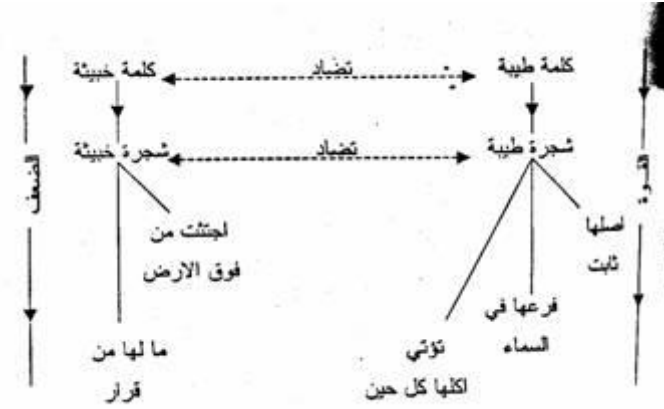 كلمة طيبة
تضاد
كلمة خبيثة
شجرة طيبة
تضاد
شجرة خبيثة
القوة
الضعف
اصلها
ثابت
فرعها في
السماء
تؤتي
اكلها كل حين
اجتثت من
فوق الارض
ما لها من
قرار